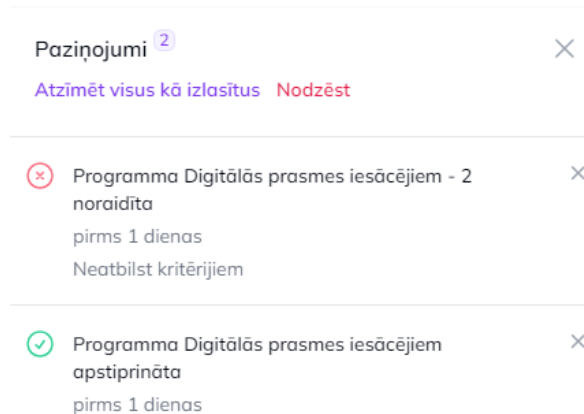 Paziņojumi 2
Atzīmēt visus kā izlasītus Nodzēst
Programma Digitālās prasmes iesācējiem - 2
noraidīta
pirms 1 dienas
Neatbilst kritērijiem
Programma Digitālās prasmes iesācējiem
apstiprināta
pirms 1 dienas